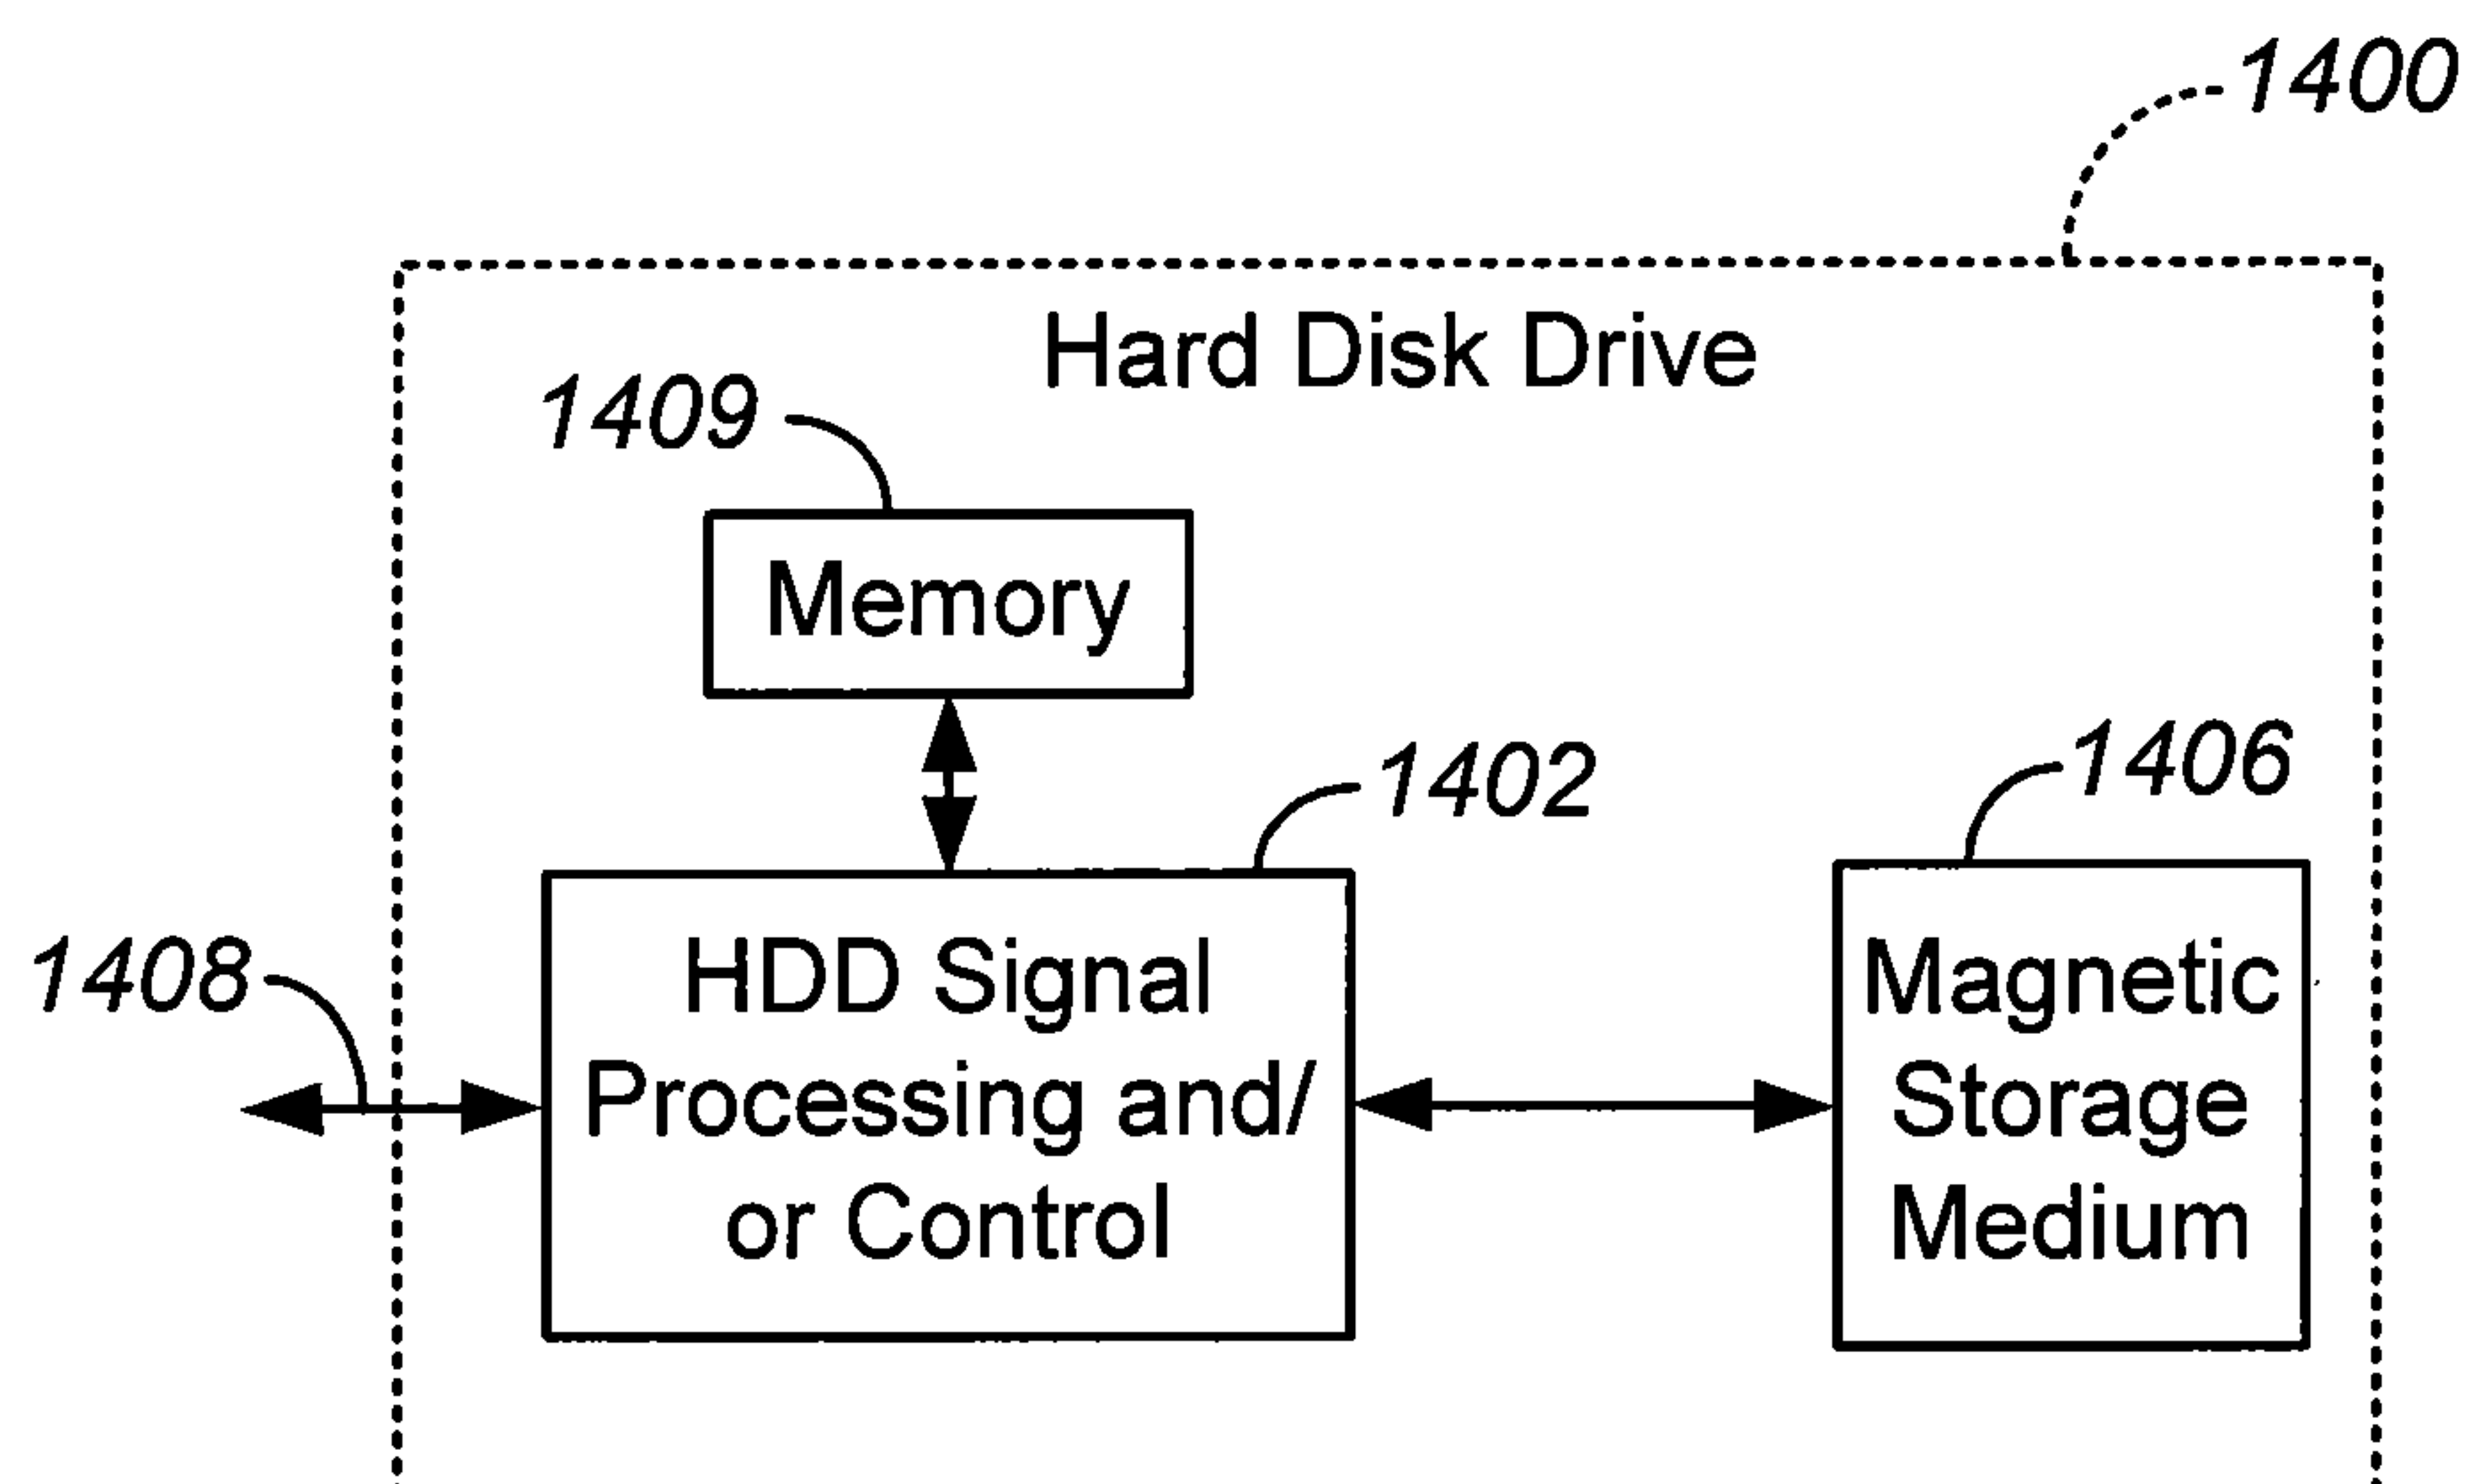 1400
Hard Disk Drive
1409
Memory
1402
1406
1408
HDD Signal
Processing and/
or Control
Magnetic
Storage
Medium